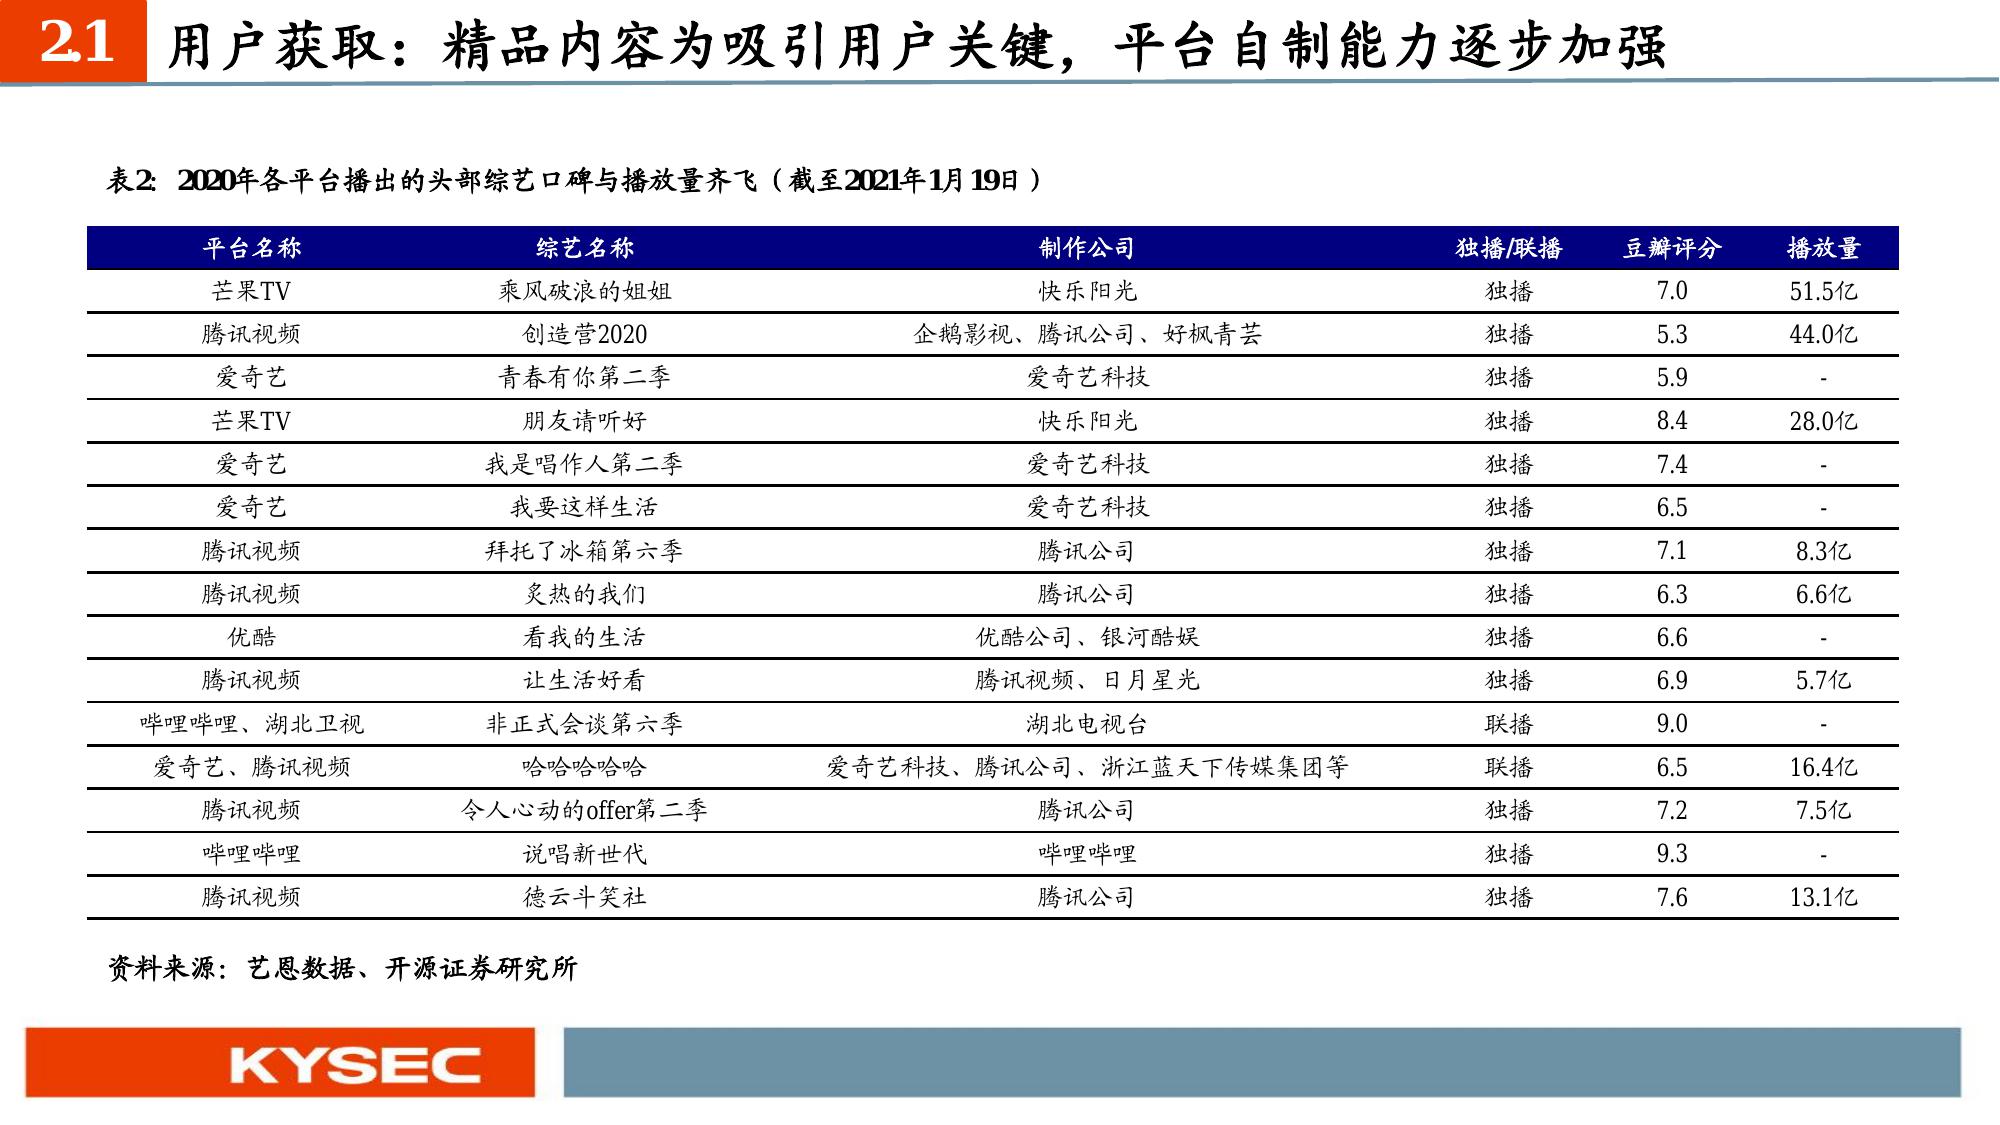 2.1 用户获取：精品内容为吸引用户关键，平台自制能力逐步加强
表2：2020年各平台播出的头部综艺口碑与播放量齐飞（截至2021年1月19日）
平台名称 综艺名称 制作公司 独播/联播 豆瓣评分 播放量
芒果TV 乘风破浪的姐姐 快乐阳光 独播 7.0 51.5亿
腾讯视频 创造营2020 企鹅影视、腾讯公司、好枫青芸 独播 5.3 44.0亿
爱奇艺 青春有你第二季 爱奇艺科技 独播 5.9 -
芒果TV 朋友请听好 快乐阳光 独播 8.4 28.0亿
爱奇艺 我是唱作人第二季 爱奇艺科技 独播 7.4 -
爱奇艺 我要这样生活 爱奇艺科技 独播 6.5 -
腾讯视频 拜托了冰箱第六季 腾讯公司 独播 7.1 8.3亿
腾讯视频 炙热的我们 腾讯公司 独播 6.3 6.6亿
优酷 看我的生活 优酷公司、银河酷娱 独播 6.6 -
腾讯视频 让生活好看 腾讯视频、日月星光 独播 6.9 5.7亿
哔哩哔哩、湖北卫视 非正式会谈第六季 湖北电视台 联播 9.0 -
爱奇艺、腾讯视频 哈哈哈哈哈 爱奇艺科技、腾讯公司、浙江蓝天下传媒集团等 联播 6.5 16.4亿
腾讯视频 令人心动的offer第二季 腾讯公司 独播 7.2 7.5亿
哔哩哔哩 说唱新世代 哔哩哔哩 独播 9.3 -
腾讯视频 德云斗笑社 腾讯公司 独播 7.6 13.1亿
资料来源：艺恩数据、开源证券研究所
KYSEC